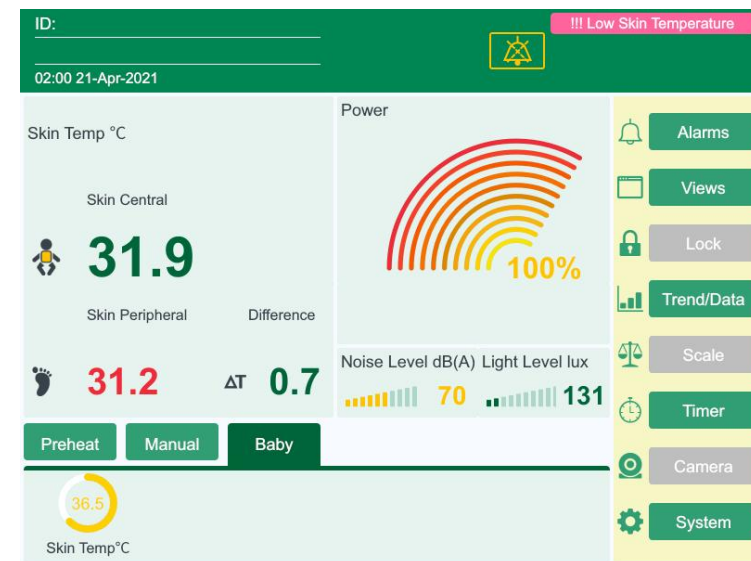 ID:
!!! Low Skin Temperature
02:00 21-Apr-2021
Skin Temp °C
Skin Central
31.9
Skin Peripheral Difference
31.2 ΔT 0.7
Power
100%
Noise Level dB(A) Light Level lux
70 131
Preheat Manual Baby
36.5
Skin Temp°C
Alarms
Views
Lock
Trend/Data
Scale
Timer
Camera
System